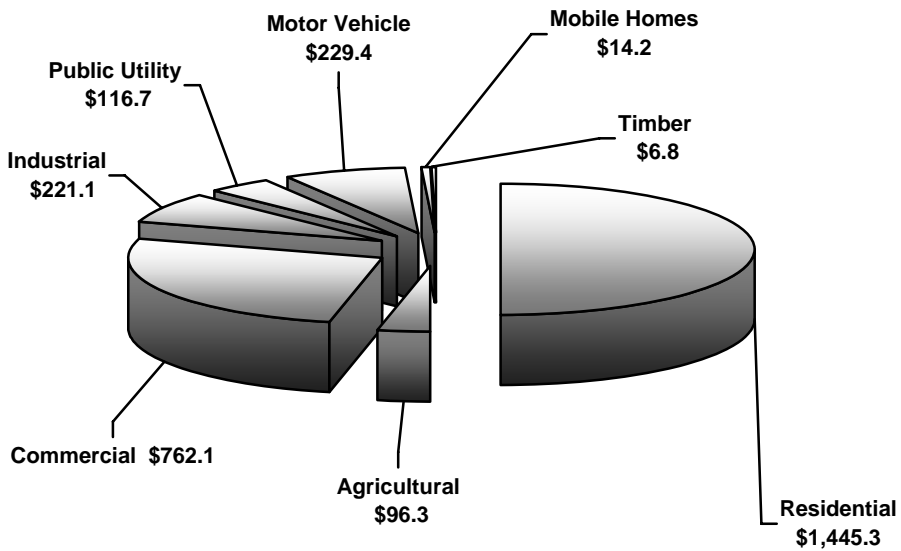 Motor Vehicle
$229.4
Mobile Homes
$14.2
Public Utility
$116.7
Timber
$6.8
Industrial
$221.1
Commercial $762.1
Agricultural
$96.3
Residential
$1,445.3